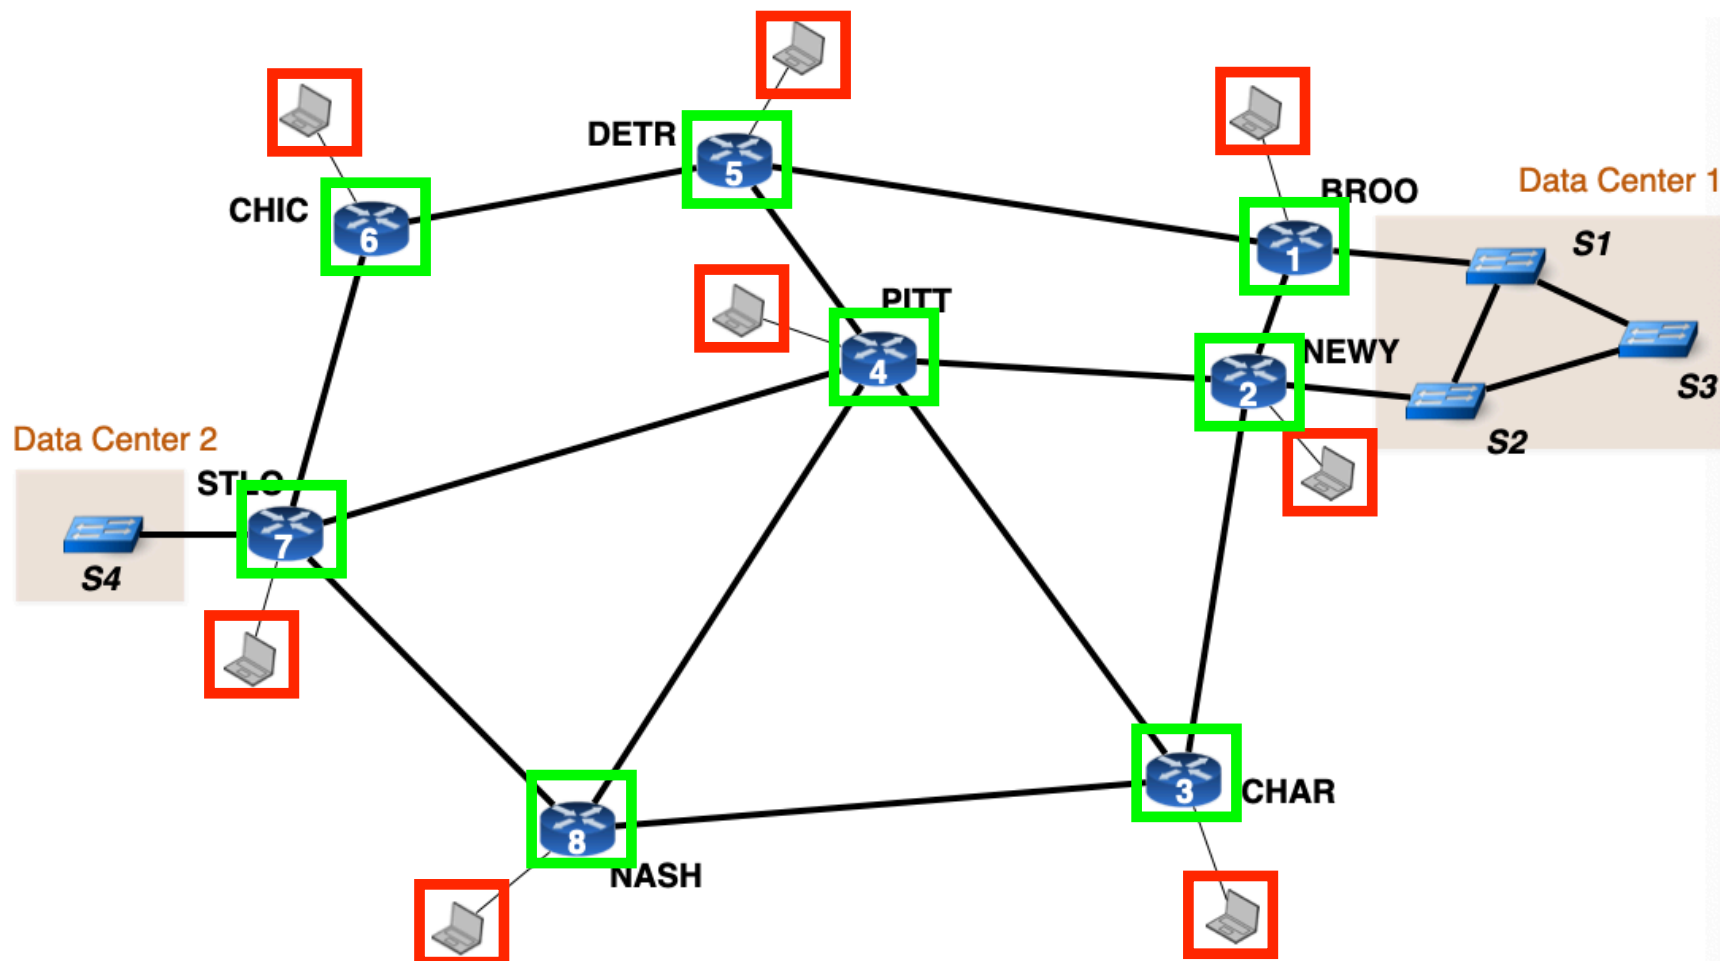 DETR
5
BROO
Data Center 1
CHIC
6
1
S1
PITT
4
NEWY
2
S3
S2
Data Center 2
STLO
7
S4
3
CHAR
8
NASH